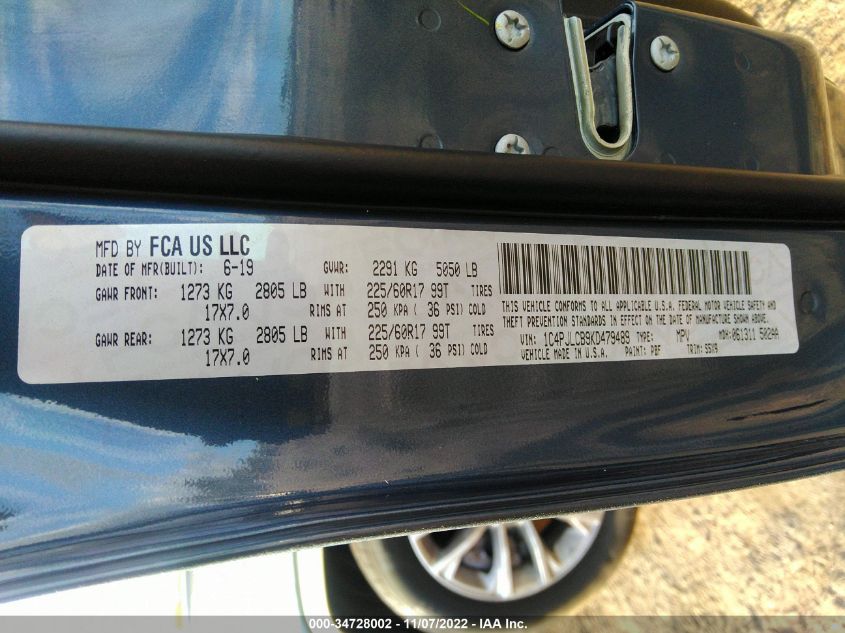 MFD BY FCA US LLC
DATE OF MFR(BUILT): 6-19 GVWR: 2291 KG 5050 LB
GAWR FRONT: 1273 KG 2805 LB WITH 225/60R17 99T TIRES
17X7.0 RIMS AT 250 KPA ( 36 PSI) COLD
GAWR REAR: 1273 KG 2805 LB WITH 225/60R17 99T TIRES
17X7.0 RIMS AT 250 KPA ( 36 PSI) COLD
THIS VEHICLE CONFORMS TO ALL APPLICABLE U.S.A. FEDERAL MOTOR VEHICLE SAFETY AND
THEFT PREVENTION STANDARDS IN EFFECT ON THE DATE OF MANUFACTURE SHOWN ABOVE.
VIN: 1C4PJLCB9KD479489 TYPE: MPV MDH: 061311 502AA
VEHICLE MADE IN U.S.A. PAINT: PBF TRIM: S5X9
000-34728002 - 11/07/2022 - IAA Inc.